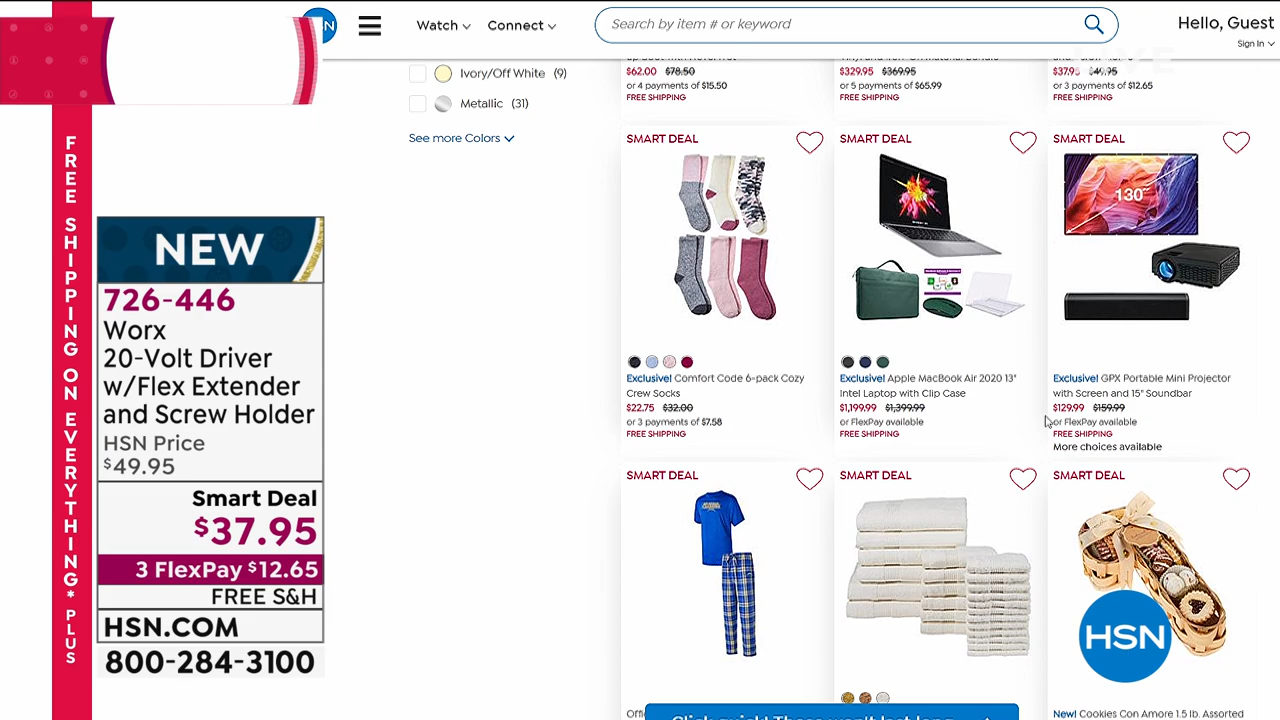 N
Watch
Connect
Search by item # or keyword
Hello, Guest
Sign In
LIVE
Ivory/Off White (9)
Metallic (31)
See more Colors
$62.00 $78.50
or 4 payments of $15.50
FREE SHIPPING
$329.95 $369.95
or 5 payments of $65.99
FREE SHIPPING
$37.95 $49.95
or 3 payments of $12.65
FREE SHIPPING
FREE SHIPPING ON EVERYTHING* PLUS
NEW
726-446
Worx
20-Volt Driver
w/Flex Extender
and Screw Holder
HSN Price
$49.95
Smart Deal
$37.95
3 FlexPay $12.65
FREE S&H
HSN.COM
800-284-3100
SMART DEAL
Exclusive! Comfort Code 6-pack Cozy
Crew Socks
$22.75 $32.00
or 3 payments of $7.58
FREE SHIPPING
SMART DEAL
Exclusive! Apple MacBook Air 2020 13"
Intel Laptop with Clip Case
$1,199.99 $1,399.99
or FlexPay available
FREE SHIPPING
SMART DEAL
130"
Exclusive! GPX Portable Mini Projector
with Screen and 15" Soundbar
$129.99 $159.99
or FlexPay available
FREE SHIPPING
More choices available
SMART DEAL
SMART DEAL
SMART DEAL
HSN
New! Cookies Con Amore 1.5 lb. Assorted